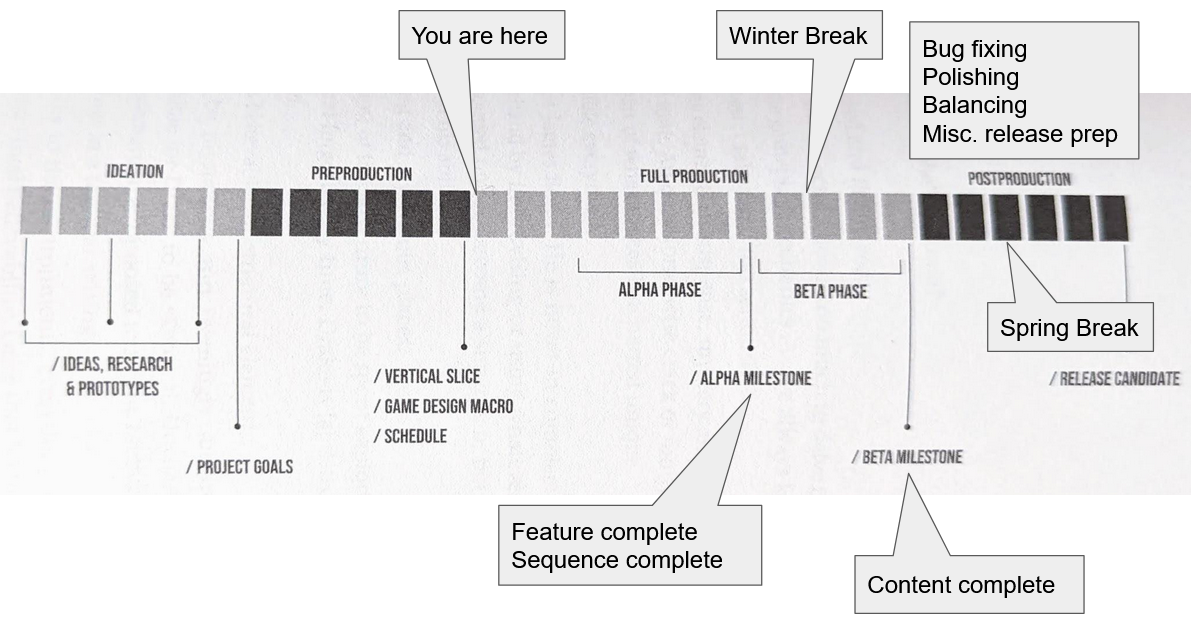 You are here
Winter Break
Bug fixing
Polishing
Balancing
Misc. release prep
IDEATION
PREPRODUCTION
FULL PRODUCTION
POSTPRODUCTION
ALPHA PHASE
BETA PHASE
Spring Break
/ IDEAS, RESEARCH
& PROTOTYPES
/ VERTICAL SLICE
/ GAME DESIGN MACRO
/ SCHEDULE
/ ALPHA MILESTONE
/ RELEASE CANDIDATE
/ PROJECT GOALS
/ BETA MILESTONE
Feature complete
Sequence complete
Content complete